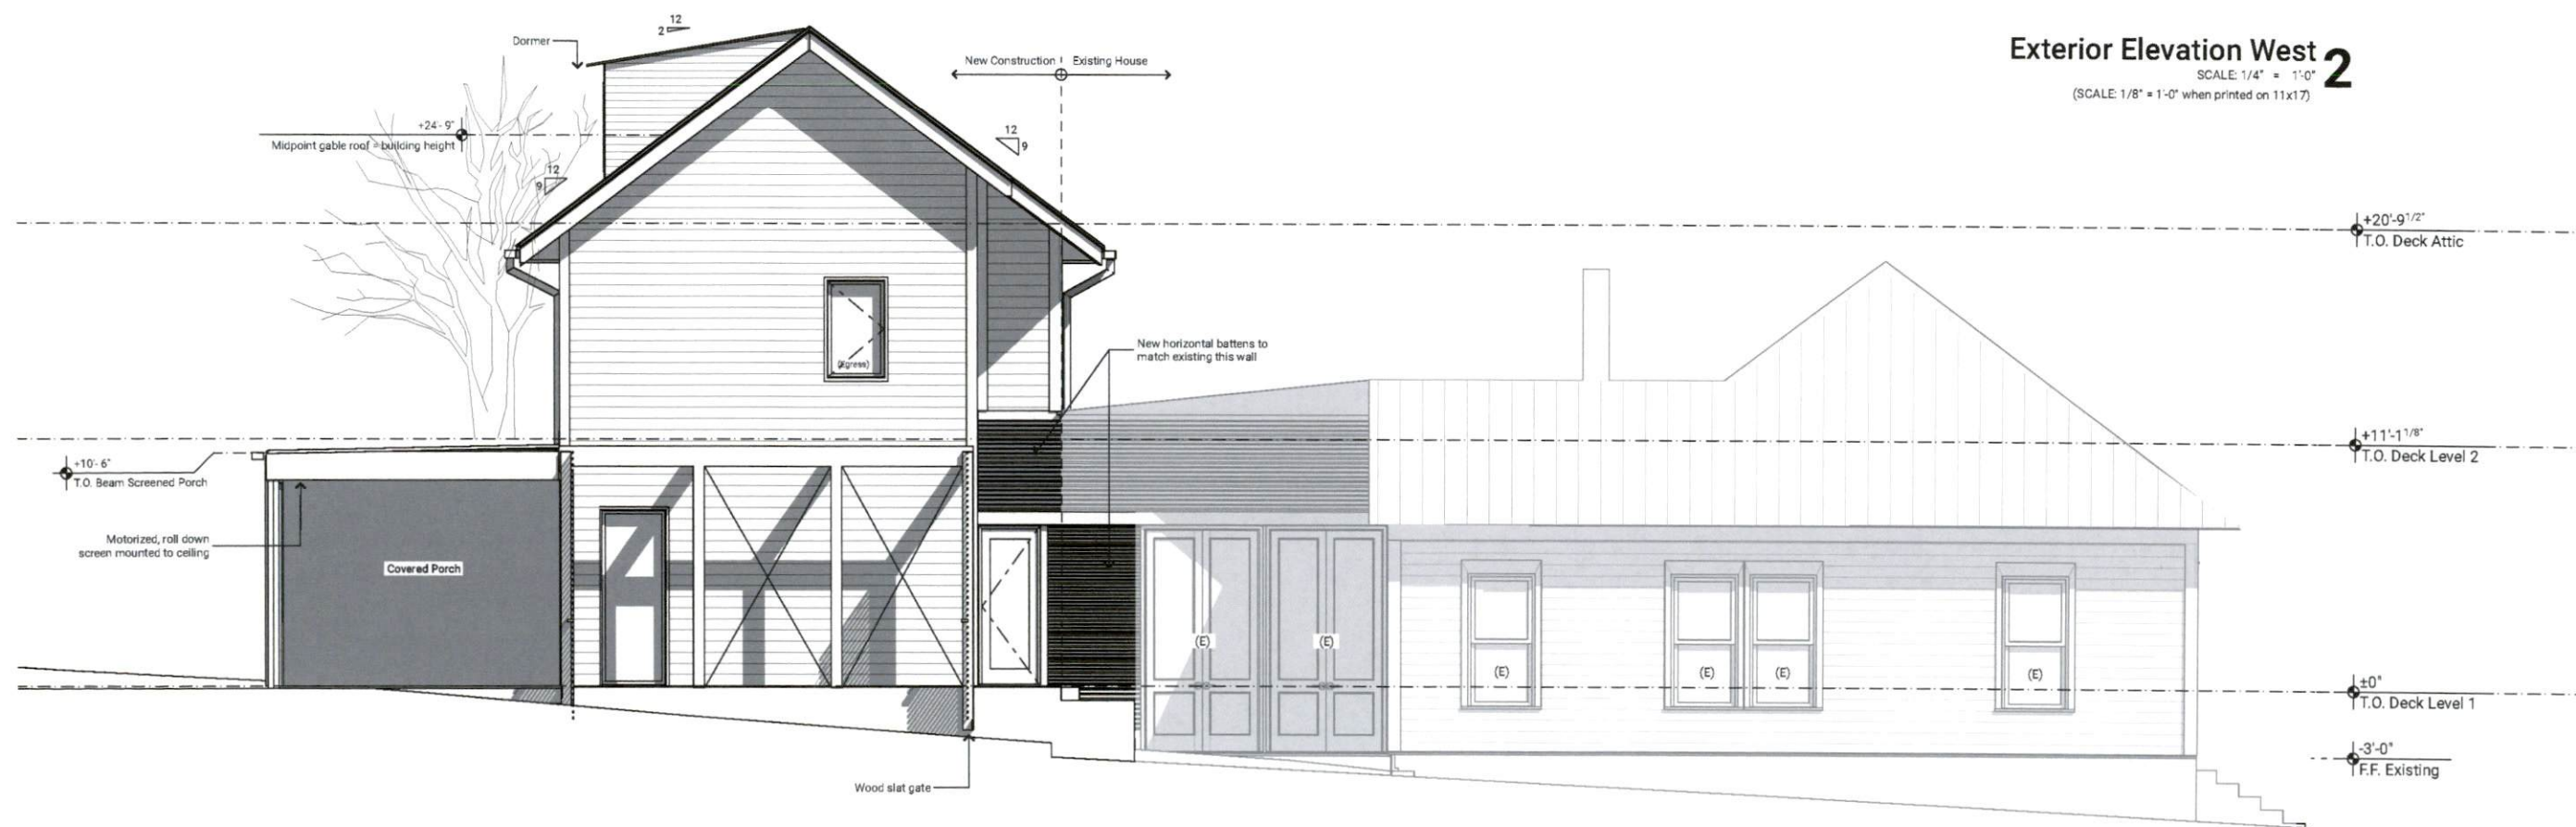 Exterior Elevation West 2
SCALE: 1/4" = 1'-0"
(SCALE: 1/8" = 1'-0" when printed on 11x17)
12
2
Dormer
New Construction
Existing House
+24'-9"
Midpoint gable roof = building height
12
9
12
9
+20'-9 1/2"
T.O. Deck Attic
(Egress)
New horizontal battens to
match existing this wall
+11'-1 1/8"
T.O. Deck Level 2
+10'-6"
T.O. Beam Screened Porch
Motorized, roll down
screen mounted to ceiling
Covered Porch
(E)
(E)
(E)
(E)
(E)
(E)
±0"
T.O. Deck Level 1
-3'-0"
F.F. Existing
Wood slat gate